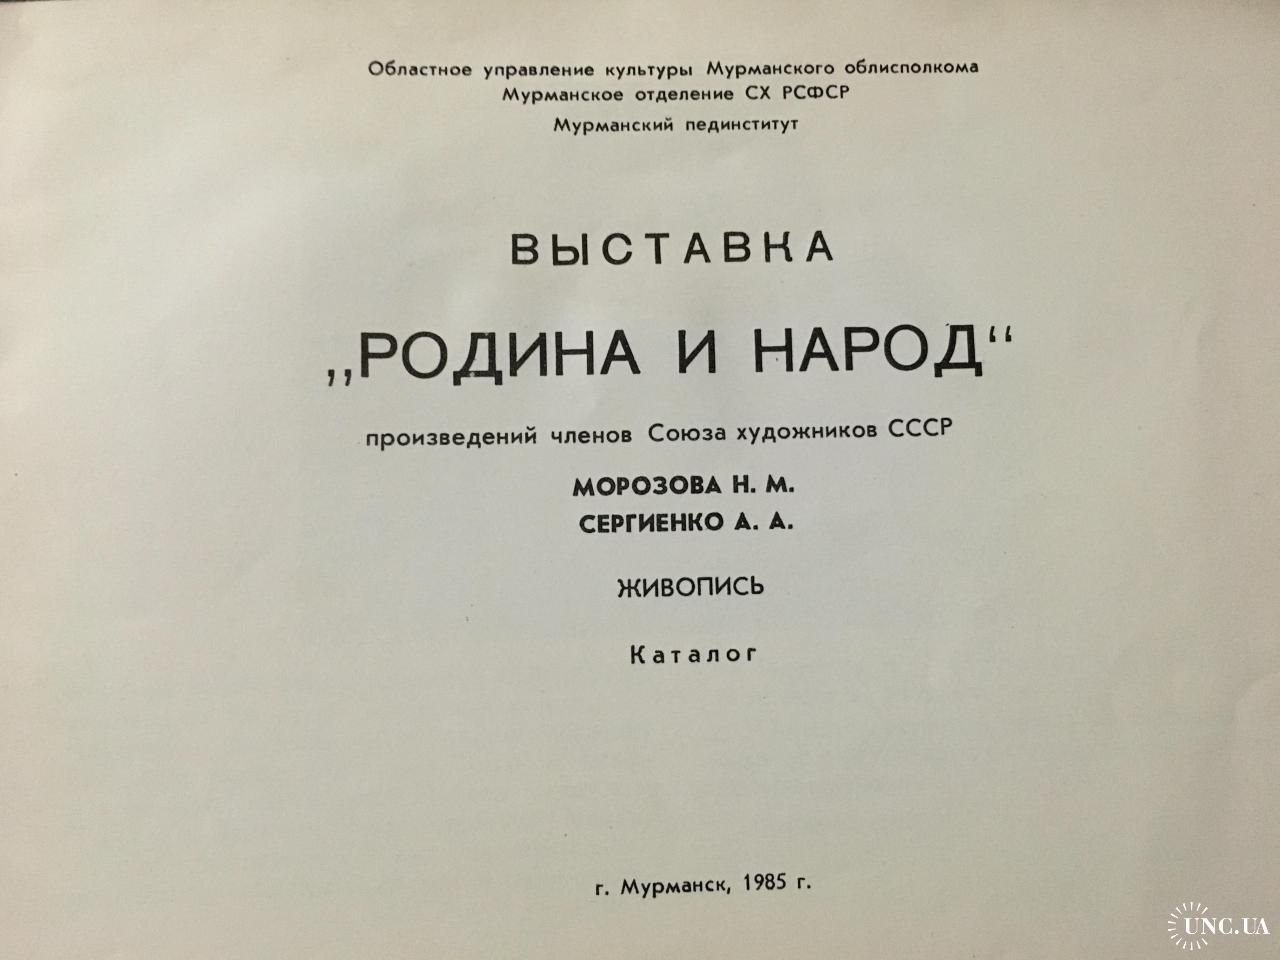 Областное управление культуры Мурманского облисполкома
Мурманское отделение СХ РСФСР
Мурманский пединститут
ВЫСТАВКА
„РОДИНА И НАРОД“
произведений членов Союза художников СССР
МОРОЗОВА Н. М.
СЕРГИЕНКО А. А.
ЖИВОПИСЬ
Каталог
г. Мурманск, 1985 г.
UNC.UA